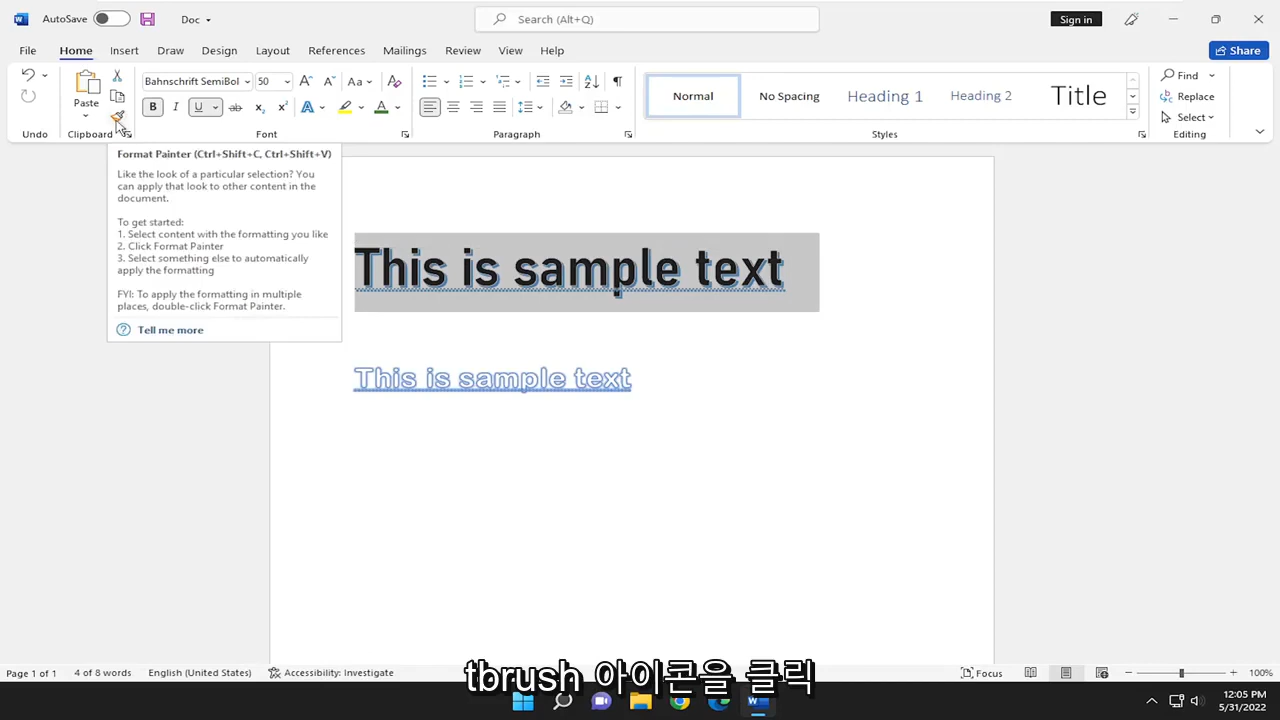 AutoSave
Doc
Search (Alt+Q)
Sign in
File Home Insert Draw Design Layout References Mailings Review View Help
Share
Paste
Bahnschrift SemiBol 50
Aa
B I U ab x₂ x² A A
Normal No Spacing Heading 1 Heading 2 Title
Find
Replace
Select
Undo Clipboard Font Paragraph Styles Editing
Format Painter (Ctrl+Shift+C, Ctrl+Shift+V)
Like the look of a particular selection? You
can apply that look to other content in the
document.
To get started:
1. Select content with the formatting you like
2. Click Format Painter
3. Select something else to automatically
apply the formatting
FYI: To apply the formatting in multiple
places, double-click Format Painter.
Tell me more
This is sample text
This is sample text
Page 1 of 1 4 of 8 words English (United States) Accessibility: Investigate Focus 100%
tbrush 아이콘을 클릭
12:05 PM
5/31/2022